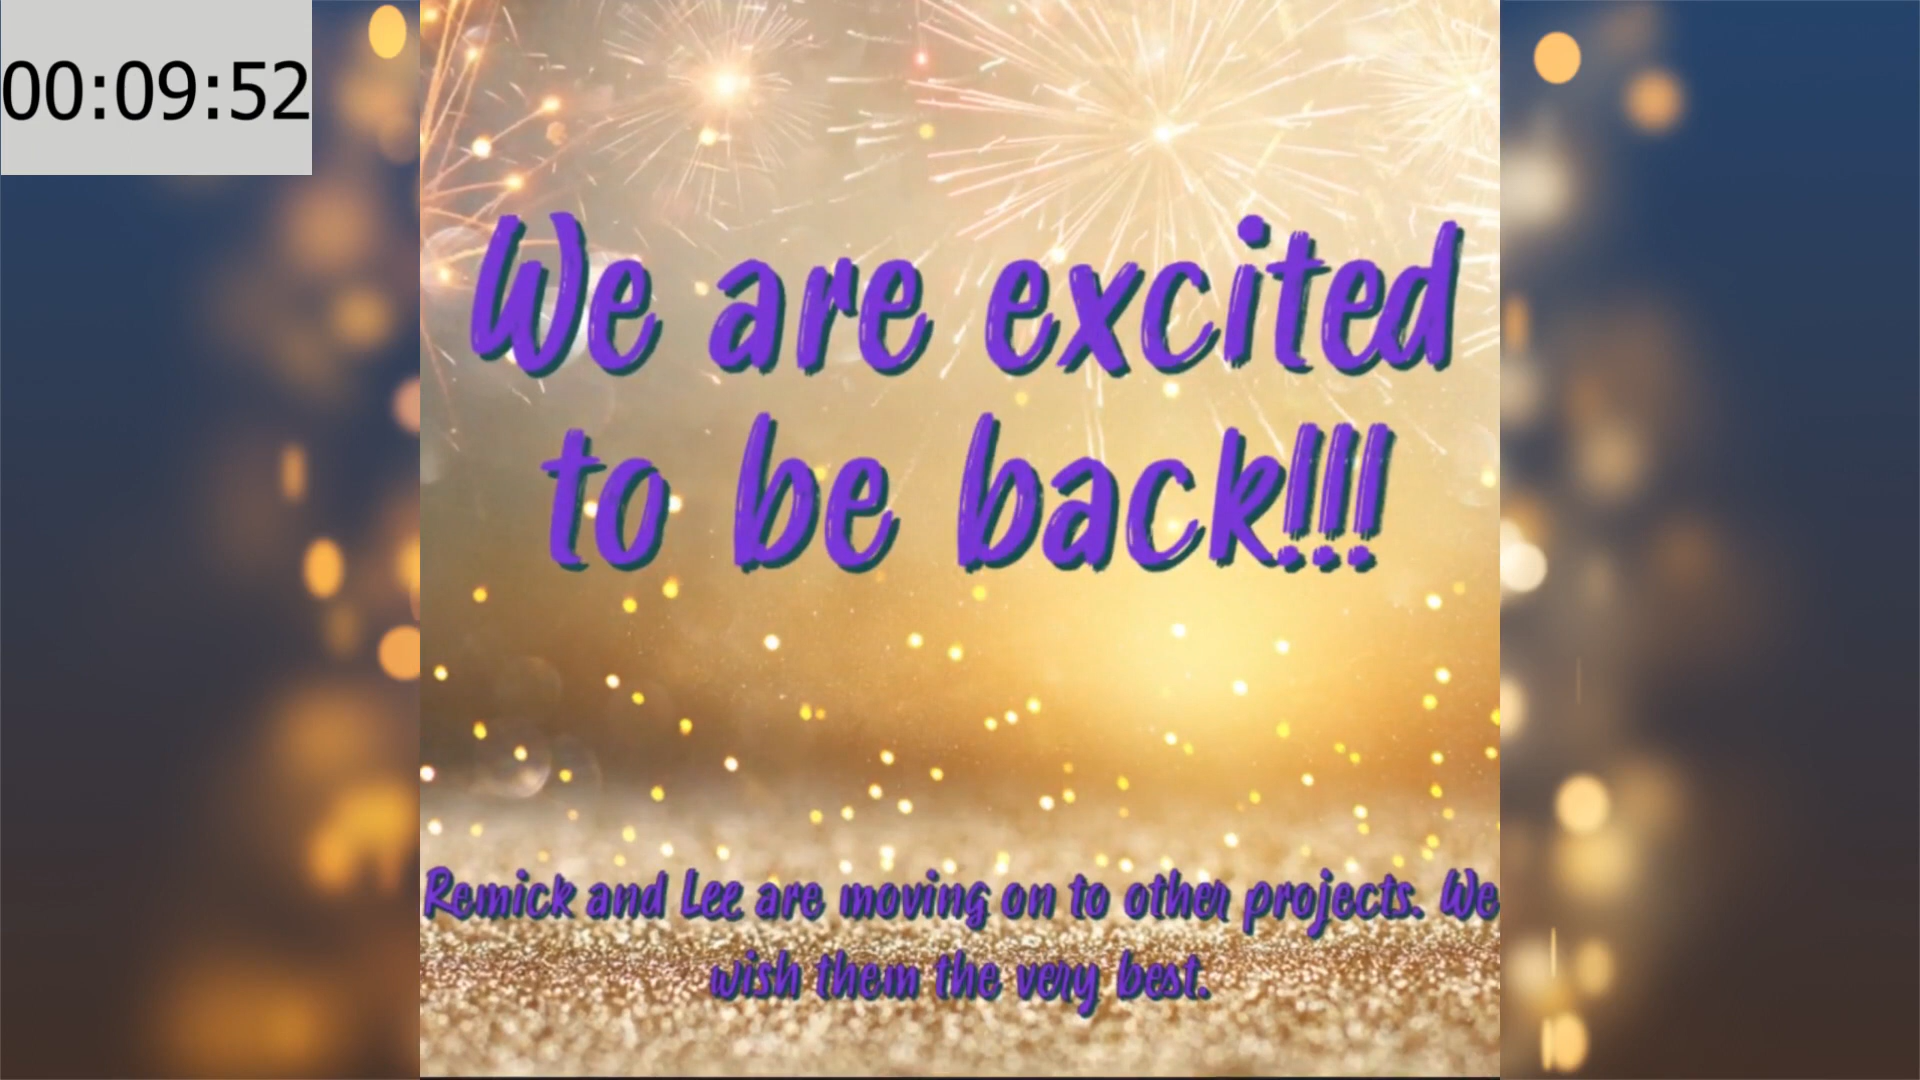 00:09:52
We are excited
to be back!!!
Remick and Lee are moving on to other projects. We
wish them the very best.